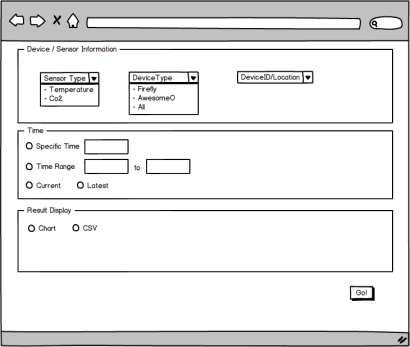 Device / Sensor Information
Sensor Type DeviceType DeviceID/Location
- Temperature
- Co2
- Firefly
- AwesomeO
- All
Time
Specific Time
Time Range to
Current Latest
Result Display
Chart CSV
Go!